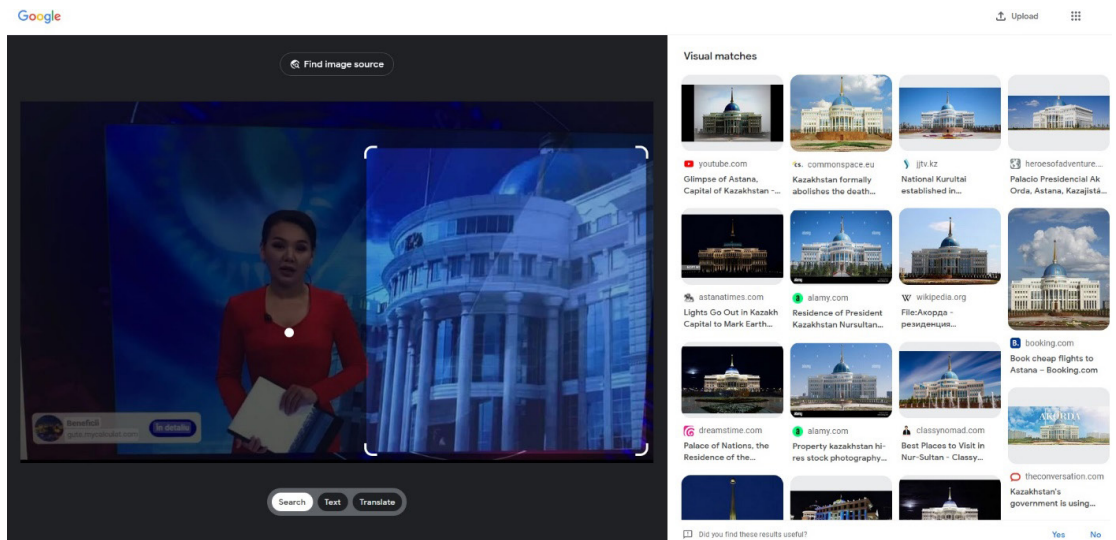 Google
Upload
Find image source
Beneficii
În detaliu
Search
Text
Translate
Visual matches
youtube.com
Glimpse of Astana,
Capital of Kazakhstan -...
cs. commonspace.eu
Kazakhstan formally
abolishes the death...
jjtv.kz
National Kurultai
established in...
heroesofadventure...
Palacio Presidencial Ak
Orda, Astana, Kazajistá...
astanatimes.com
Lights Go Out in Kazakh
Capital to Mark Earth...
a alamy.com
Residence of President
Kazakhstan Nursultan...
W wikipedia.org
File:Акорда -
резиденция...
B. booking.com
Book cheap flights to
Astana – Booking.com
dreamstime.com
Palace of Nations, the
Residence of the...
a alamy.com
Property kazakhstan hi-
res stock photography...
classynomad.com
Best Places to Visit in
Nur-Sultan - Classy...
AKORDA
theconversation.com
Kazakhstan's
government is using...
Did you find these results useful?
Yes
No